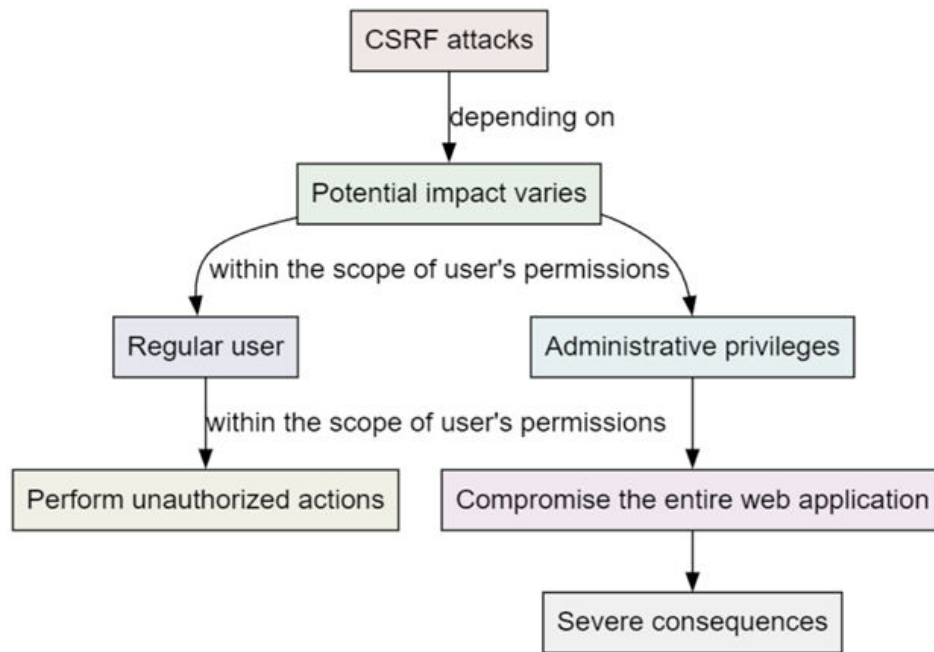 CSRF attacks
depending on
Potential impact varies
within the scope of user's permissions
Regular user
Administrative privileges
within the scope of user's permissions
Perform unauthorized actions
Compromise the entire web application
Severe consequences